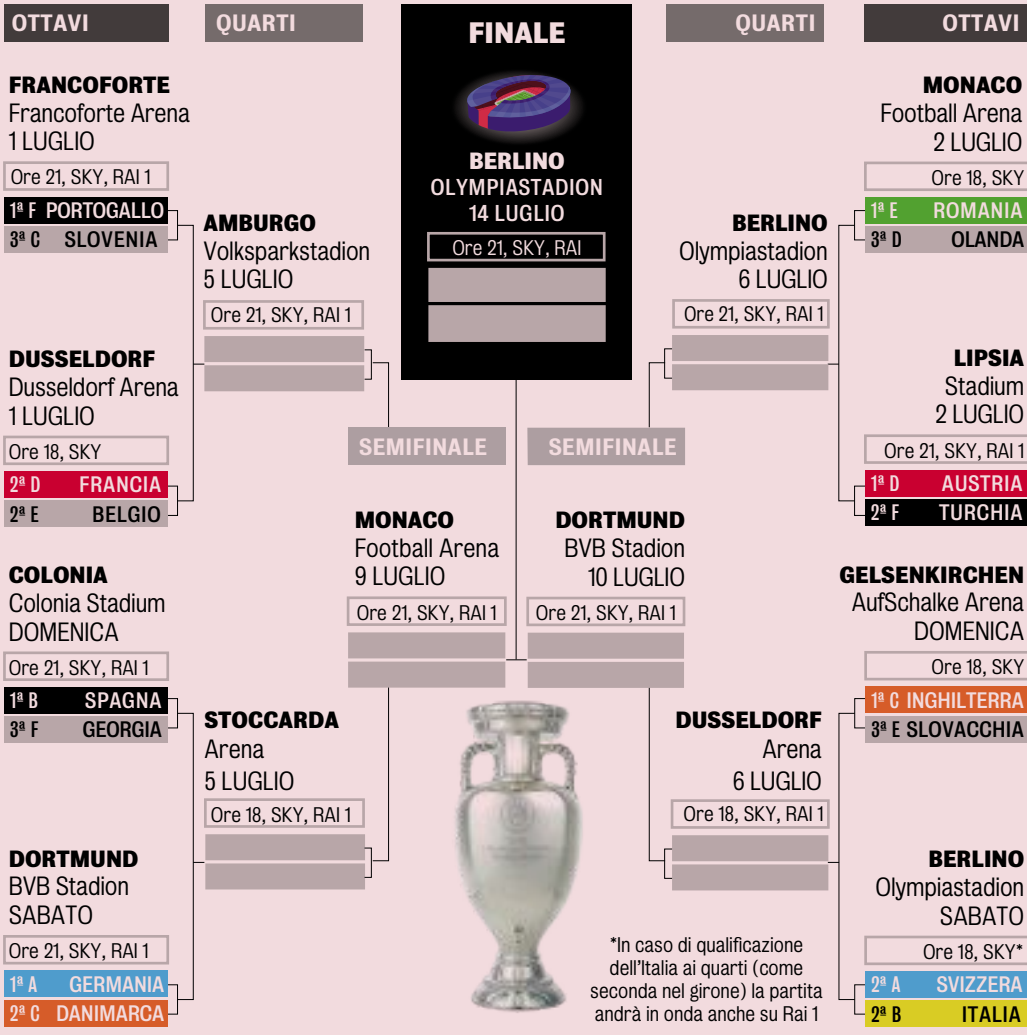 OTTAVI
FRANCOFORTE
Francoforte Arena
1 LUGLIO
Ore 21, SKY, RAI 1
1ª F PORTOGALLO
3ª C SLOVENIA
DUSSELDORF
Dusseldorf Arena
1 LUGLIO
Ore 18, SKY
2ª D FRANCIA
2ª E BELGIO
COLONIA
Colonia Stadium
DOMENICA
Ore 21, SKY, RAI 1
1ª B SPAGNA
3ª F GEORGIA
DORTMUND
BVB Stadion
SABATO
Ore 21, SKY, RAI 1
1ª A GERMANIA
2ª C DANIMARCA
QUARTI
AMBURGO
Volksparkstadion
5 LUGLIO
Ore 21, SKY, RAI 1
STOCCARDA
Arena
5 LUGLIO
Ore 18, SKY, RAI 1
SEMIFINALE
MONACO
Football Arena
9 LUGLIO
Ore 21, SKY, RAI 1
FINALE
BERLINO
OLYMPIASTADION
14 LUGLIO
Ore 21, SKY, RAI
SEMIFINALE
DORTMUND
BVB Stadion
10 LUGLIO
Ore 21, SKY, RAI 1
QUARTI
BERLINO
Olympiastadion
6 LUGLIO
Ore 21, SKY, RAI 1
DUSSELDORF
Arena
6 LUGLIO
Ore 18, SKY, RAI 1
OTTAVI
MONACO
Football Arena
2 LUGLIO
Ore 18, SKY
1ª E ROMANIA
3ª D OLANDA
LIPSIA
Stadium
2 LUGLIO
Ore 21, SKY, RAI 1
1ª D AUSTRIA
2ª F TURCHIA
GELSENKIRCHEN
AufSchalke Arena
DOMENICA
Ore 18, SKY
1ª C INGHILTERRA
3ª E SLOVACCHIA
BERLINO
Olympiastadion
SABATO
Ore 18, SKY*
2ª A SVIZZERA
2ª B ITALIA
*In caso di qualificazione
dell'Italia ai quarti (come
seconda nel girone) la partita
andrà in onda anche su Rai 1